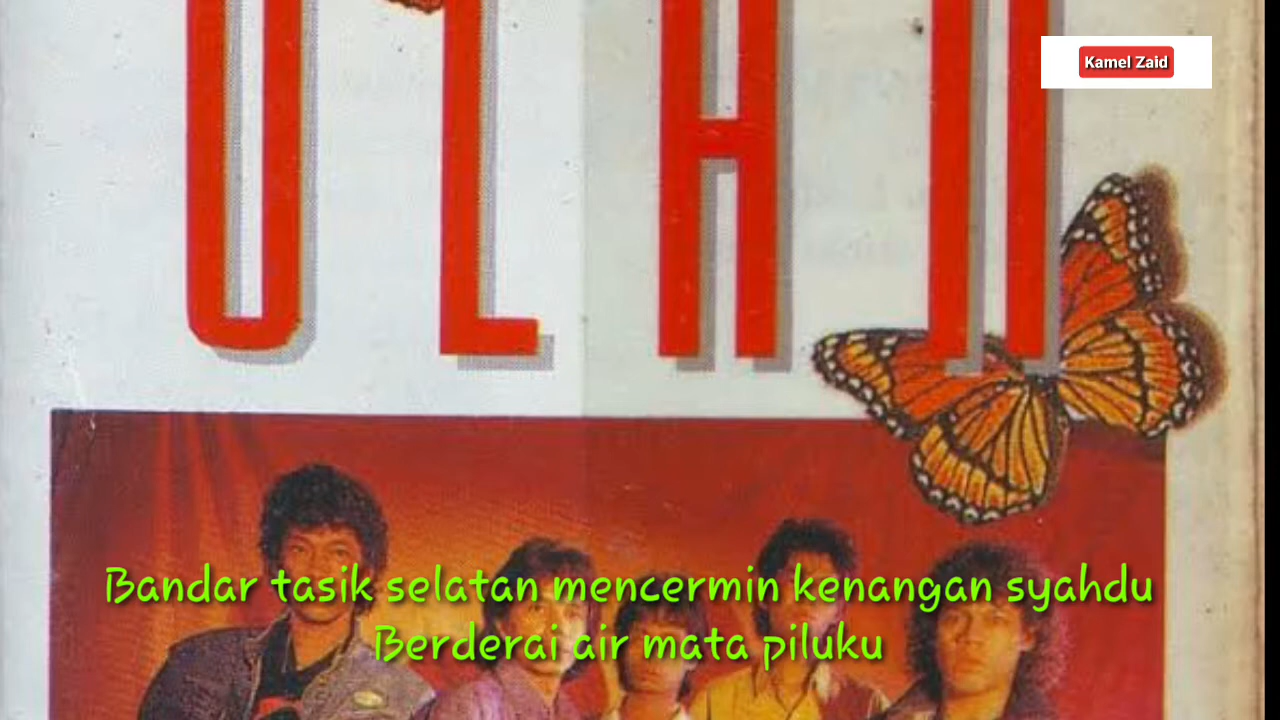 Kamel Zaid
Bandar tasik selatan mencermin kenangan syahdu
Berderai air mata piluku